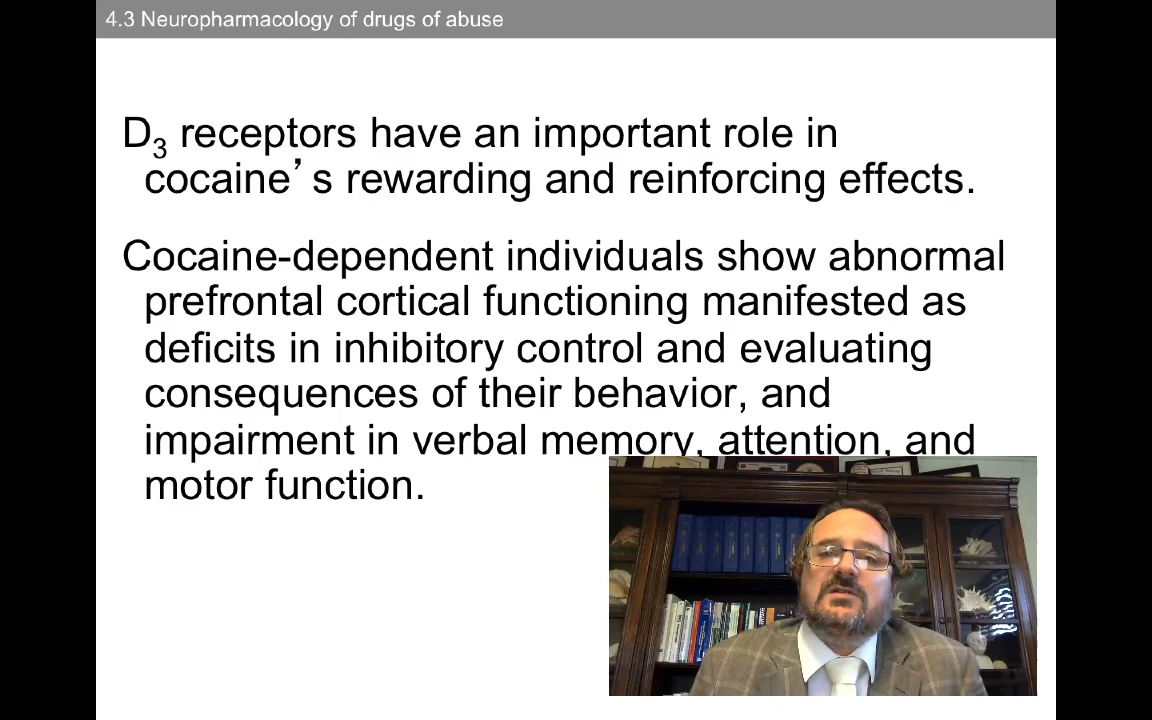 4.3 Neuropharmacology of drugs of abuse
D₃ receptors have an important role in
cocaine’s rewarding and reinforcing effects.
Cocaine-dependent individuals show abnormal
prefrontal cortical functioning manifested as
deficits in inhibitory control and evaluating
consequences of their behavior, and
impairment in verbal memory, attention, and
motor function.